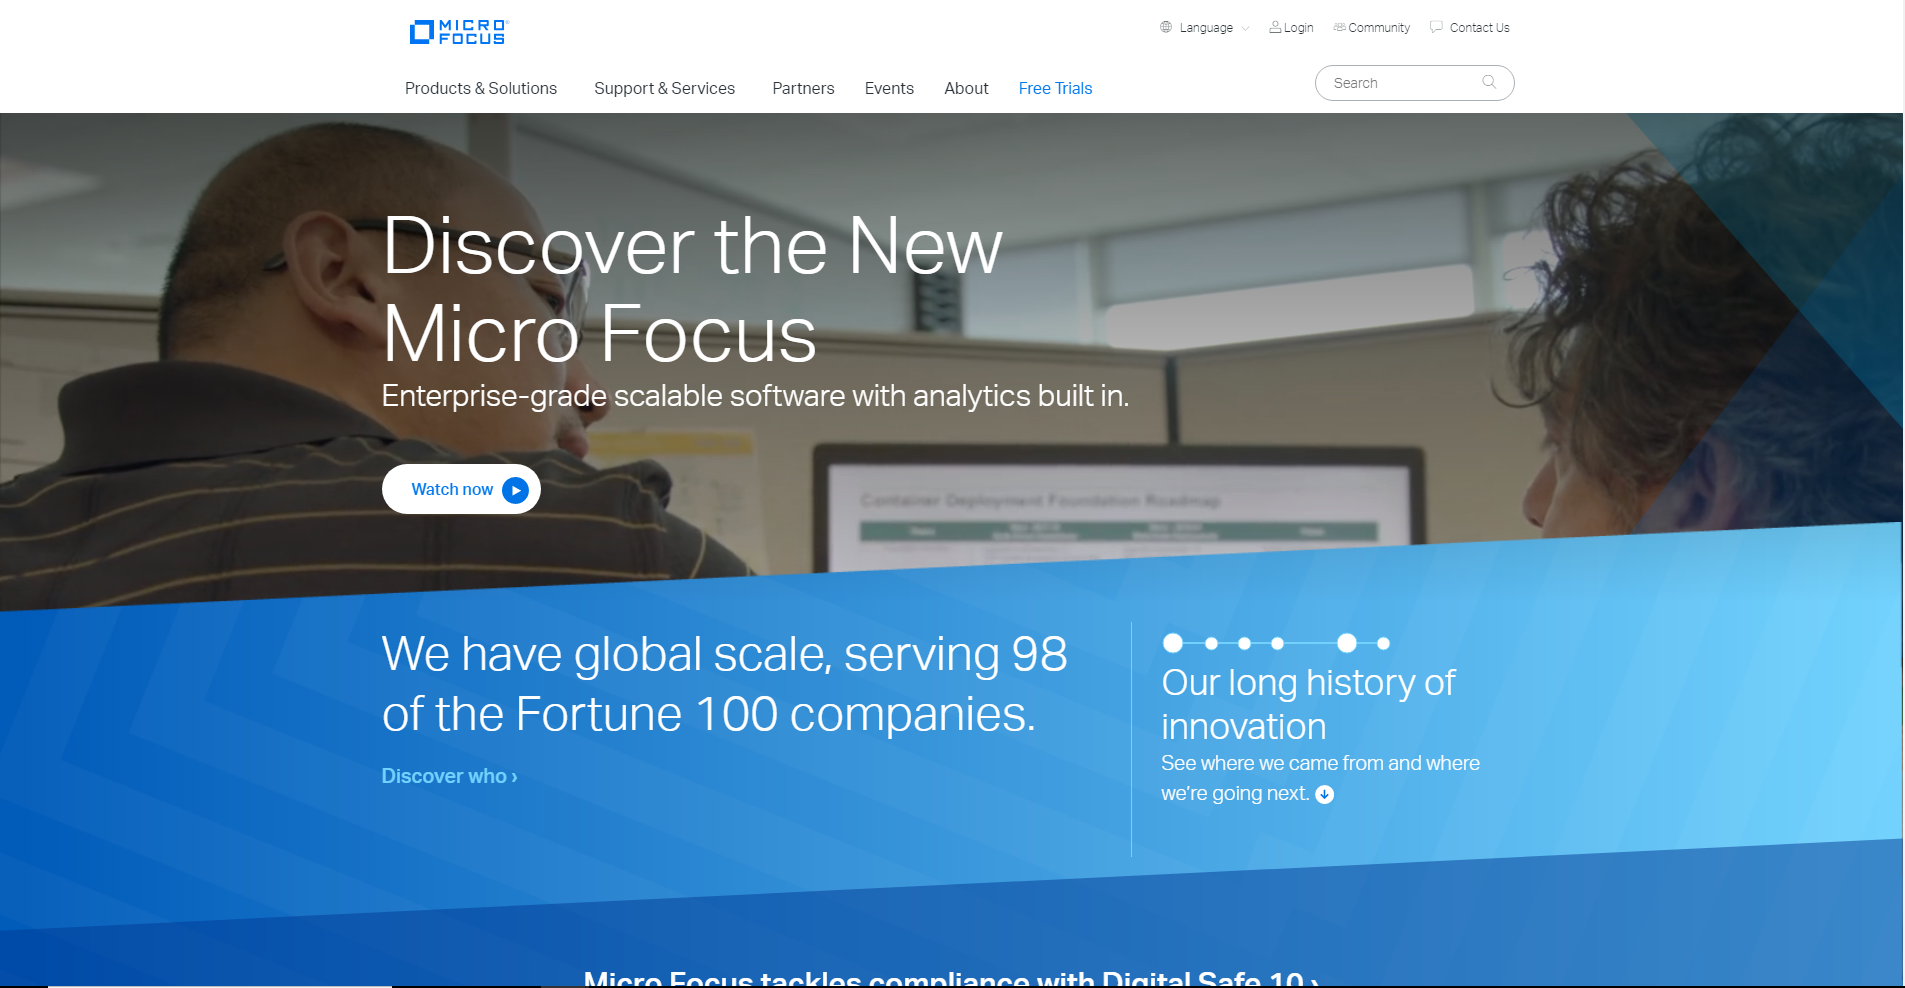 MICRO
FOCUS
Language
Login
Community
Contact Us
Products & Solutions
Support & Services
Partners
Events
About
Free Trials
Search
Discover the New
Micro Focus
Enterprise-grade scalable software with analytics built in.
Watch now
Container Deployment Foundation Roadmap
We have global scale, serving 98
of the Fortune 100 companies.
Discover who ›
Our long history of
innovation
See where we came from and where
we're going next.
Micro Focus tackles compliance with Digital Safe 10 ›